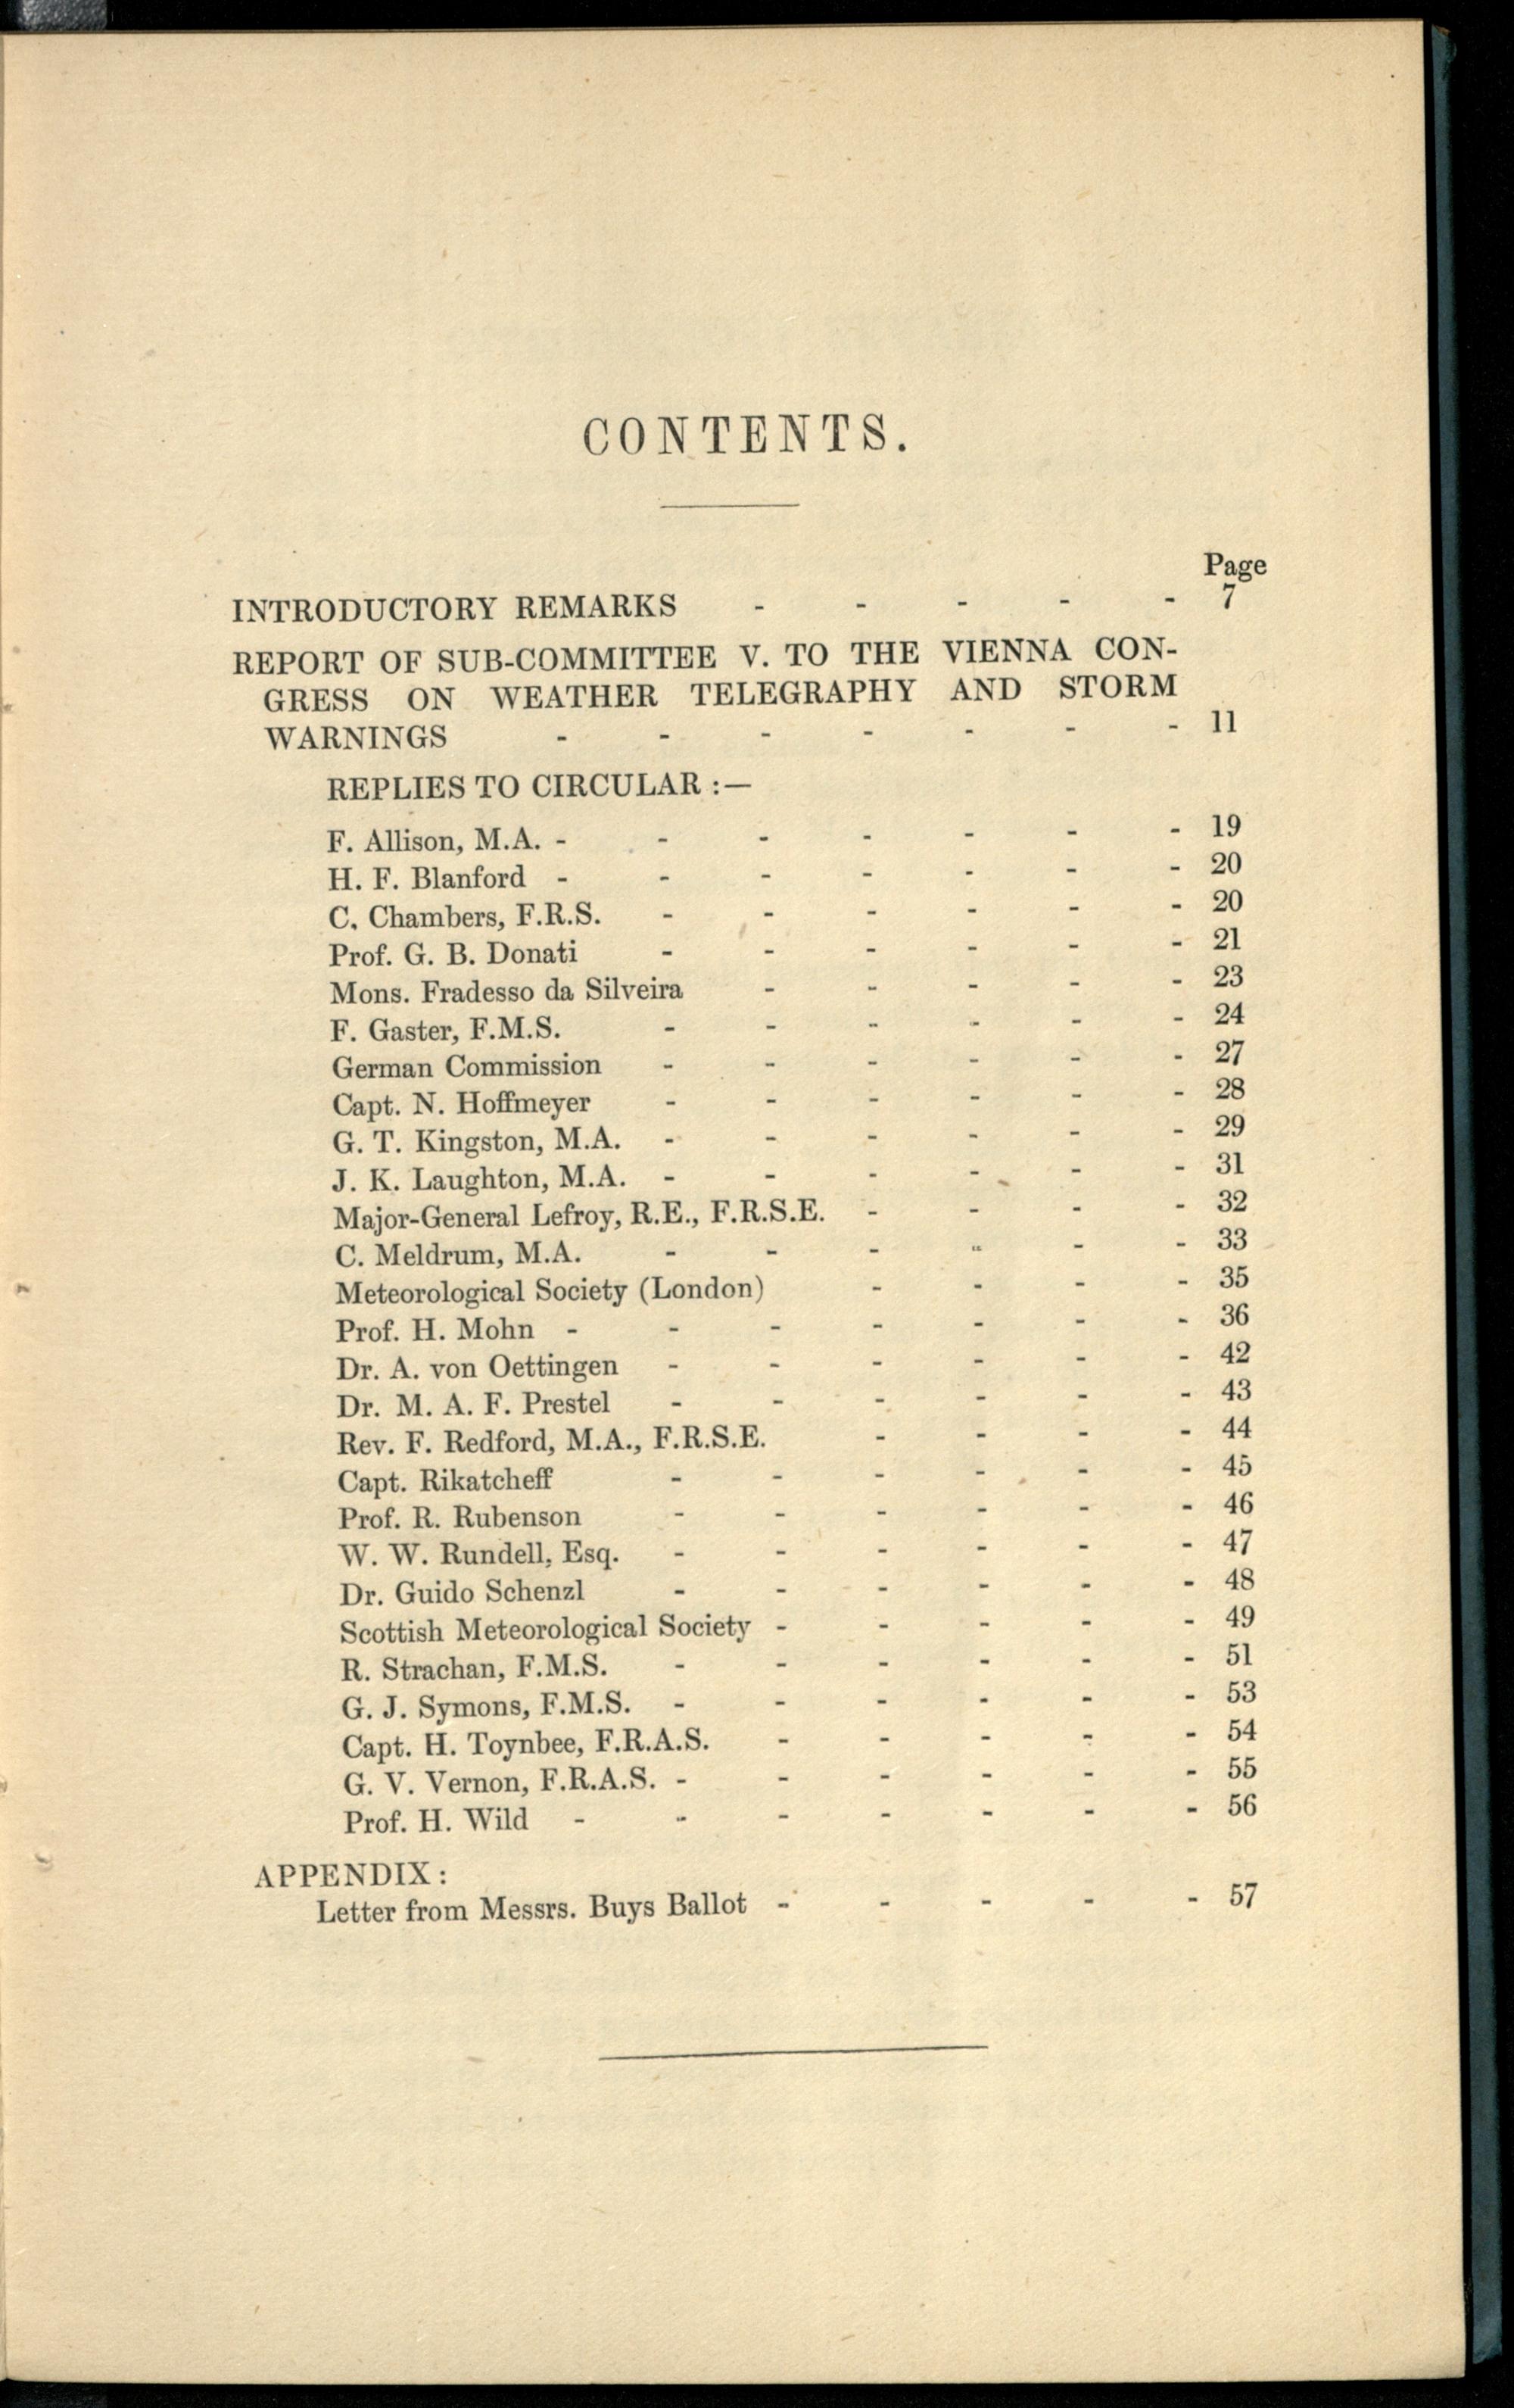 CONTENTS.
Page
INTRODUCTORY REMARKS - - - - - 7
REPORT OF SUB-COMMITTEE V. TO THE VIENNA CON-
GRESS ON WEATHER TELEGRAPHY AND STORM
WARNINGS - - - - - - - 11
REPLIES TO CIRCULAR :—
F. Allison, M.A. - - - - - - - 19
H. F. Blanford - - - - - - - 20
C. Chambers, F.R.S. - - - - - - 20
Prof. G. B. Donati - - - - - - 21
Mons. Fradesso da Silveira - - - - - 23
F. Gaster, F.M.S. - - - - - - 24
German Commission - - - - - - 27
Capt. N. Hoffmeyer - - - - - - 28
G. T. Kingston, M.A. - - - - - - 29
J. K. Laughton, M.A. - - - - - - 31
Major-General Lefroy, R.E., F.R.S.E. - - - - 32
C. Meldrum, M.A. - - - - - - 33
Meteorological Society (London) - - - - 35
Prof. H. Mohn - - - - - - - 36
Dr. A. von Oettingen - - - - - - 42
Dr. M. A. F. Prestel - - - - - - 43
Rev. F. Redford, M.A., F.R.S.E. - - - - 44
Capt. Rikatcheff - - - - - - 45
Prof. R. Rubenson - - - - - - 46
W. W. Rundell, Esq. - - - - - - 47
Dr. Guido Schenzl - - - - - - 48
Scottish Meteorological Society - - - - - 49
R. Strachan, F.M.S. - - - - - - 51
G. J. Symons, F.M.S. - - - - - - 53
Capt. H. Toynbee, F.R.A.S. - - - - - 54
G. V. Vernon, F.R.A.S. - - - - - - 55
Prof. H. Wild - - - - - - - 56
APPENDIX :
Letter from Messrs. Buys Ballot - - - - - 57